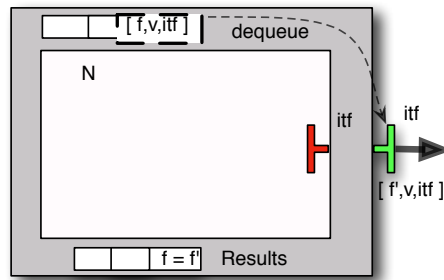 [ f,v,itf ]
dequeue
N
itf
itf
[ f',v,itf ]
f = f'
Results